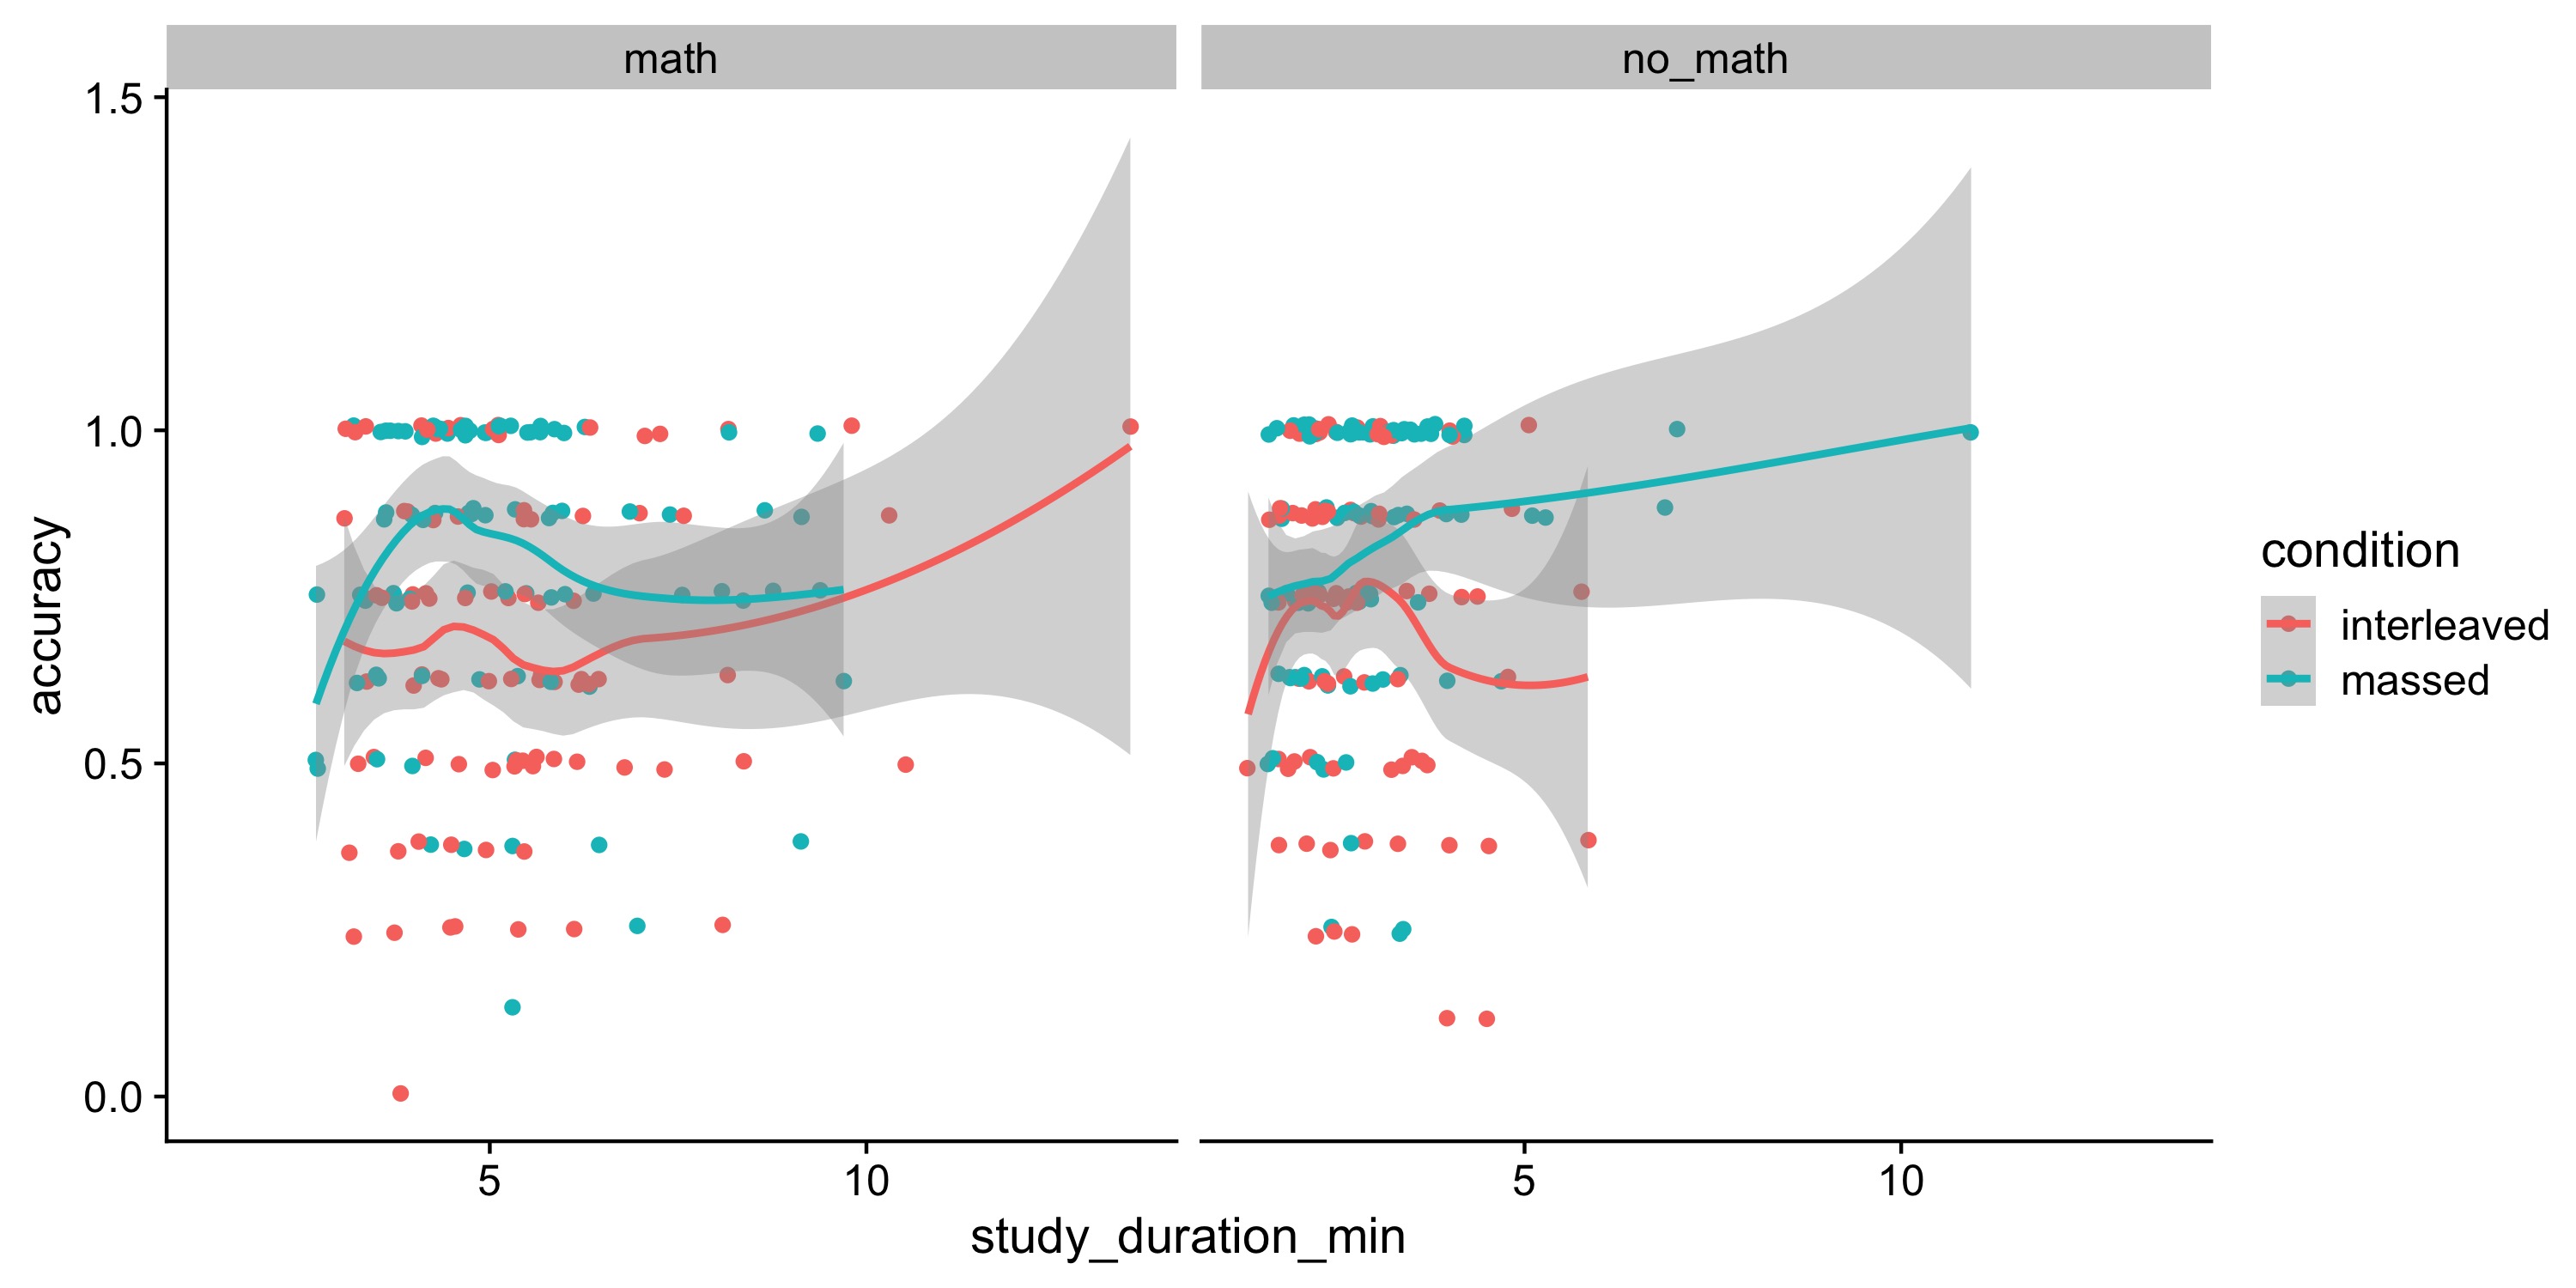 math
no_math
1.5
1.0
0.5
0.0
accuracy
5
10
5
10
study_duration_min
condition
interleaved
massed